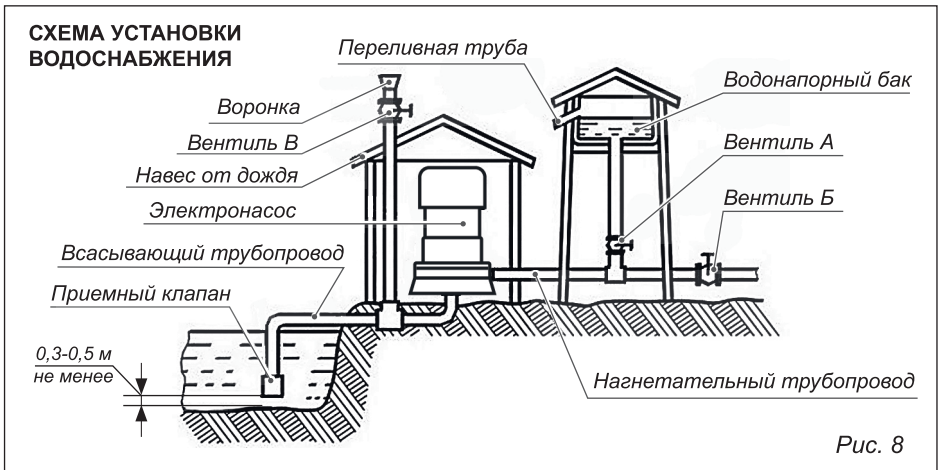 СХЕМА УСТАНОВКИ
ВОДОСНАБЖЕНИЯ
Переливная труба
Водонапорный бак
Воронка
Вентиль В
Вентиль А
Навес от дождя
Вентиль Б
Электронасос
Всасывающий трубопровод
Приемный клапан
0,3-0,5 м
не менее
Нагнетательный трубопровод
Рис. 8